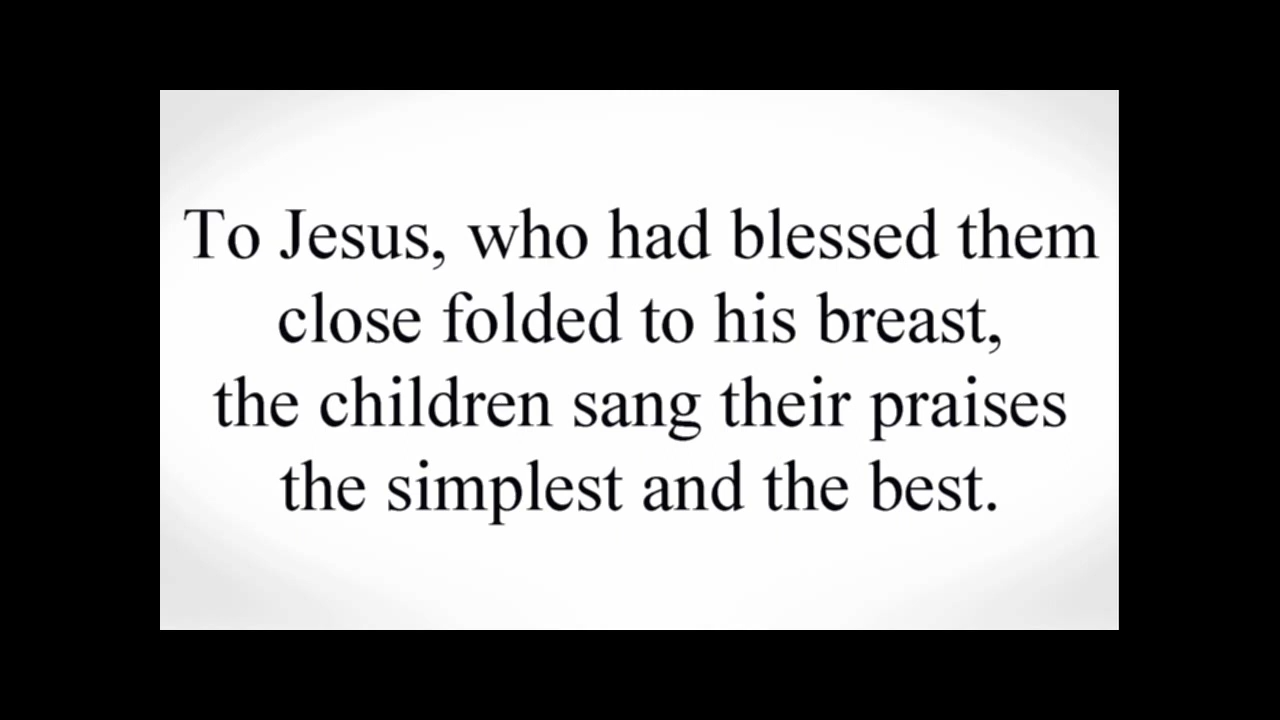 To Jesus, who had blessed them
close folded to his breast,
the children sang their praises
the simplest and the best.